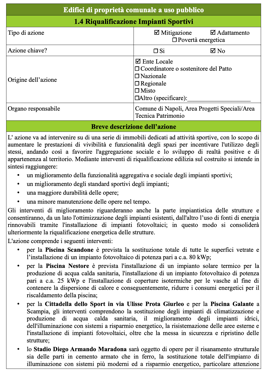 Edifici di proprietà comunale a uso pubblico
1.4 Riqualificazione Impianti Sportivi
Tipo di azione
☑ Mitigazione ☑ Adattamento
☐ Povertà energetica
Azione chiave?
☐ Si ☑ No
Origine dell'azione
☑ Ente Locale
☐ Coordinatore o sostenitore del Patto
☐ Nazionale
☐ Regionale
☐ Misto
☐Altro (specificare):
Organo responsabile
Comune di Napoli, Area Progetti Speciali/Area
Tecnica Patrimonio
Breve descrizione dell'azione
L' azione va ad intervenire su di una serie di immobili dedicati ad attività sportive, con lo scopo di
aumentare le prestazioni di vivibilità e funzionalità degli spazi per incentivare l'utilizzo degli
stessi, andando così a favorire l'aggregazione sociale e lo sviluppo di realtà positive e di
appartenenza al territorio. Mediante interventi di riqualificazione edilizia sul costruito si intende in
sintesi raggiungere:
• un miglioramento della funzionalità aggregativa e sociale degli impianti sportivi;
• un miglioramento degli standard sportivi degli impianti;
• una maggiore durabilità delle opere;
• una minore manutenzione delle opere nel tempo.
Gli interventi di miglioramento riguarderanno anche la parte impiantistica delle strutture e
consentiranno, da un lato l'ottimizzazione degli impianti esistenti, dall'altro l'uso di fonti di energia
rinnovabili tramite l'installazione di impianti fotovoltaici; in questo modo si consoliderà
ulteriormente la riqualificazione energetica delle strutture.
L'azione comprende i seguenti interventi:
• per la Piscina Scandone è prevista la sostituzione totale di tutte le superfici vetrate e
l'installazione di un impianto fotovoltaico di potenza pari a ca. 80 kWp;
• per la Piscina Nestore è prevista l'installazione di un impianto solare termico per la
produzione di acqua calda sanitaria, l'installazione di un impianto fotovoltaico di potenza
pari a ca. 25 kWp e l'installazione di coperture isotermiche per le vasche al fine di
contenere la dispersione di calore e conseguentemente, ridurre i consumi energetici per il
riscaldamento della piscina;
• per la Cittadella dello Sport in via Ulisse Prota Giurleo e per la Piscina Galante a
Scampia, gli interventi comprendono la sostituzione degli impianti di climatizzazione e
produzione di acqua calda sanitaria, il miglioramento degli impianti idrici,
dell'illuminazione con sistemi a risparmio energetico, la risistemazione delle aree esterne e
l'installazione di impianti fotovoltaici, oltre che la messa in sicurezza e ripristino delle
strutture;
• lo Stadio Diego Armando Maradona sarà oggetto di opere per il risanamento strutturale
sia delle parti in cemento armato che in ferro, la sostituzione totale dell'impianto di
illuminazione con sistemi più moderni ed a risparmio energetico, particolare attenzione